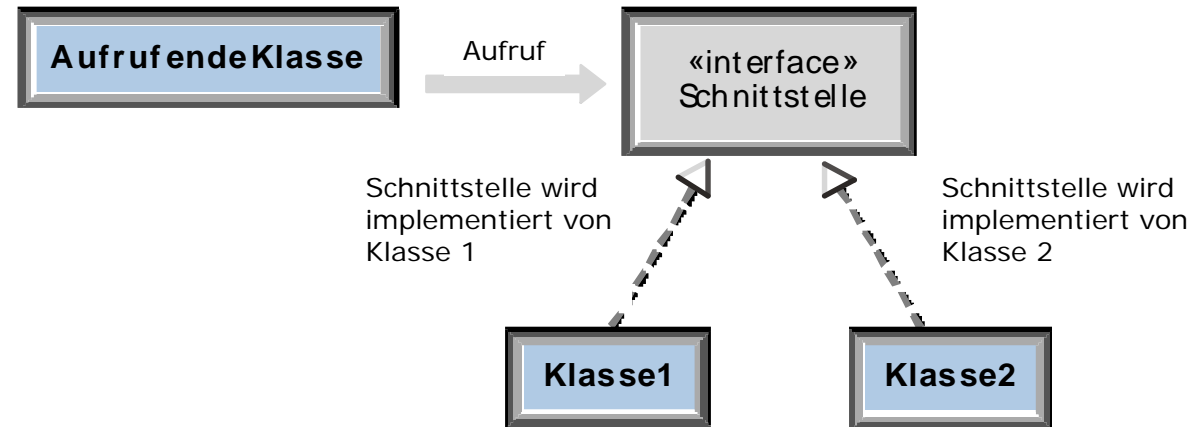 AufrufendeKlasse
Aufruf
«interface»
Schnittstelle
Schnittstelle wird
implementiert von
Klasse 1
Schnittstelle wird
implementiert von
Klasse 2
Klasse1
Klasse2